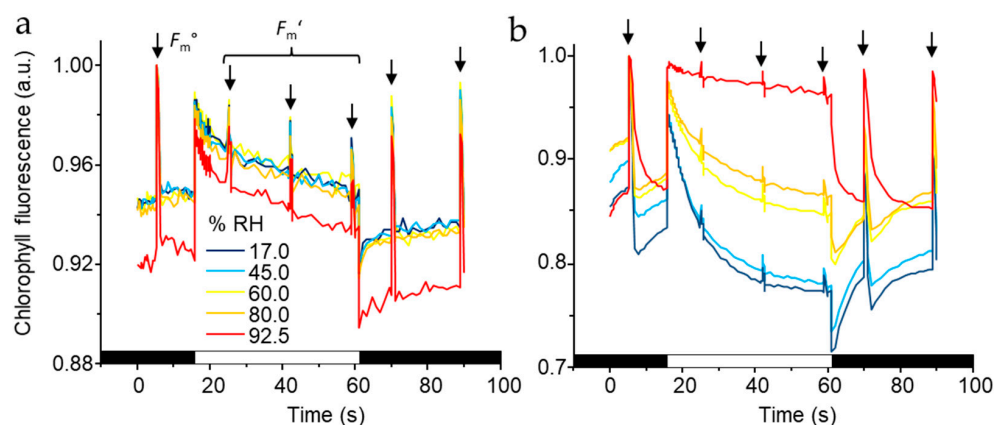 a
b
Fm° Fm‘
Chlorophyll fluorescence (a.u.)
1.00
0.96
0.92
0.88
% RH
17.0
45.0
60.0
80.0
92.5
0 20 40 60 80 100
Time (s)
1.0
0.9
0.8
0.7
0 20 40 60 80 100
Time (s)